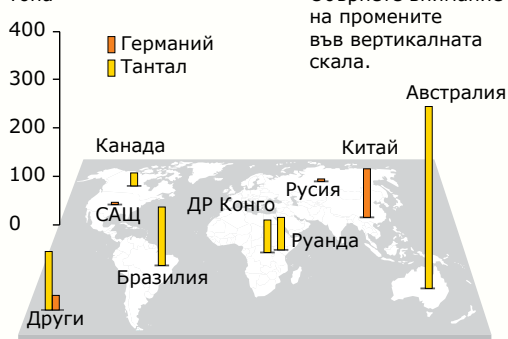 тона
Обърнете внимание
на промените
във вертикалната
скала.
400
300
200
100
0
Германий
Тантал
Австралия
Канада
Китай
САЩ
ДР Конго
Русия
Руанда
Бразилия
Други